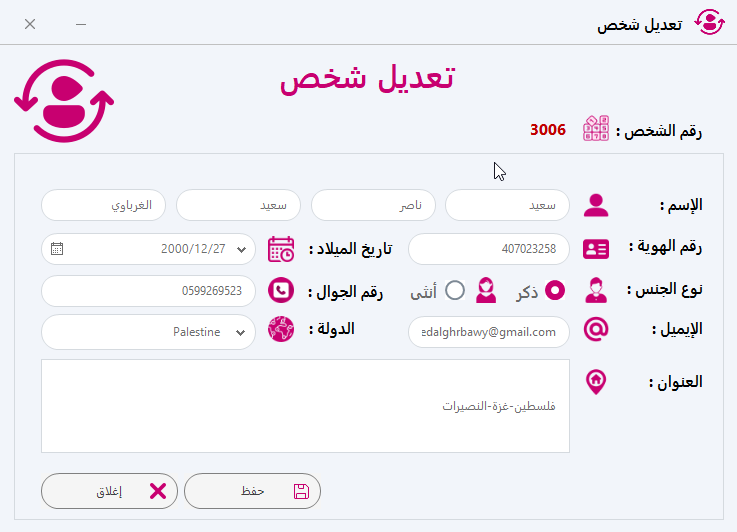 تعديل شخص
تعديل شخص
رقم الشخص : 3006
الإسم : سعيد ناصر سعيد الغرباوي
رقم الهوية : 407023258 تاريخ الميلاد : 2000/12/27
نوع الجنس : ذكر أنثى رقم الجوال : 0599269523
الإيميل : edalghrbawy@gmail.com الدولة : Palestine
العنوان :
فلسطين-غزة-النصيرات
حفظ إغلاق